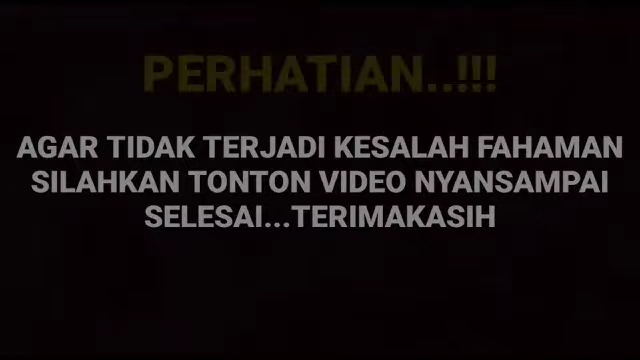 PERHATIAN..!!!
AGAR TIDAK TERJADI KESALAH FAHAMAN
SILAHKAN TONTON VIDEO NYANSAMPAI
SELESAI...TERIMAKASIH